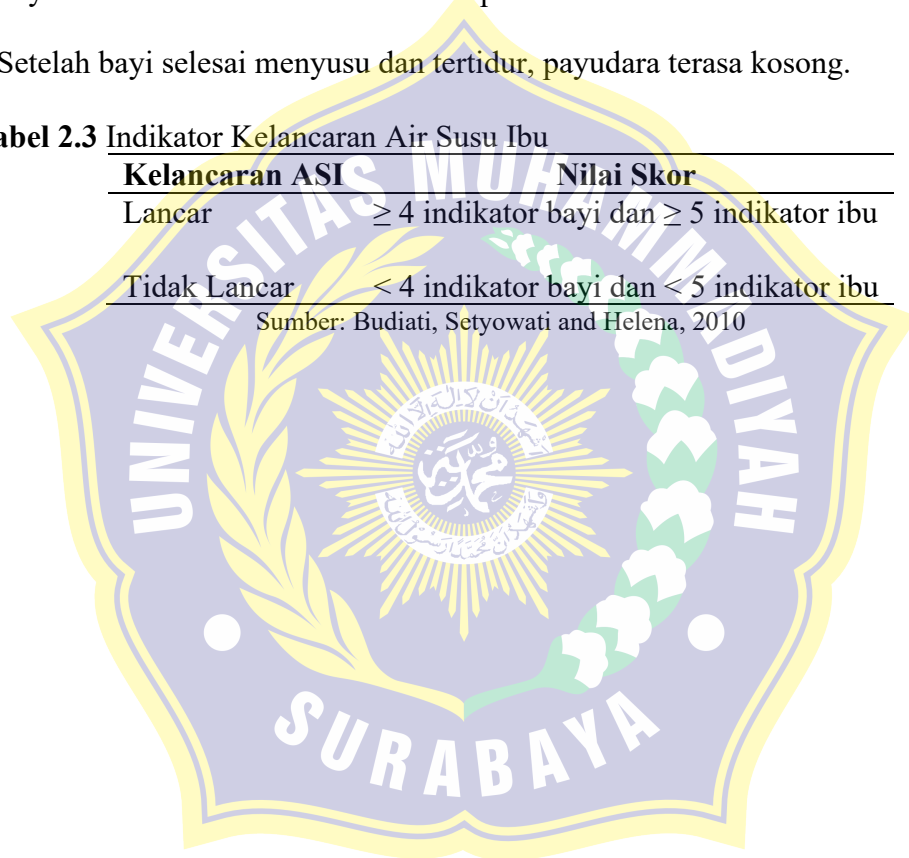 Setelah bayi selesai menyusu dan tertidur, payudara terasa kosong.
abel 2.3 Indikator Kelancaran Air Susu Ibu
Kelancaran ASI Nilai Skor
Lancar ≥ 4 indikator bayi dan ≥ 5 indikator ibu
Tidak Lancar < 4 indikator bayi dan < 5 indikator ibu
Sumber: Budiati, Setyowati and Helena, 2010
UNIVERSITAS MUHAMMADIYAH
SURABAYA